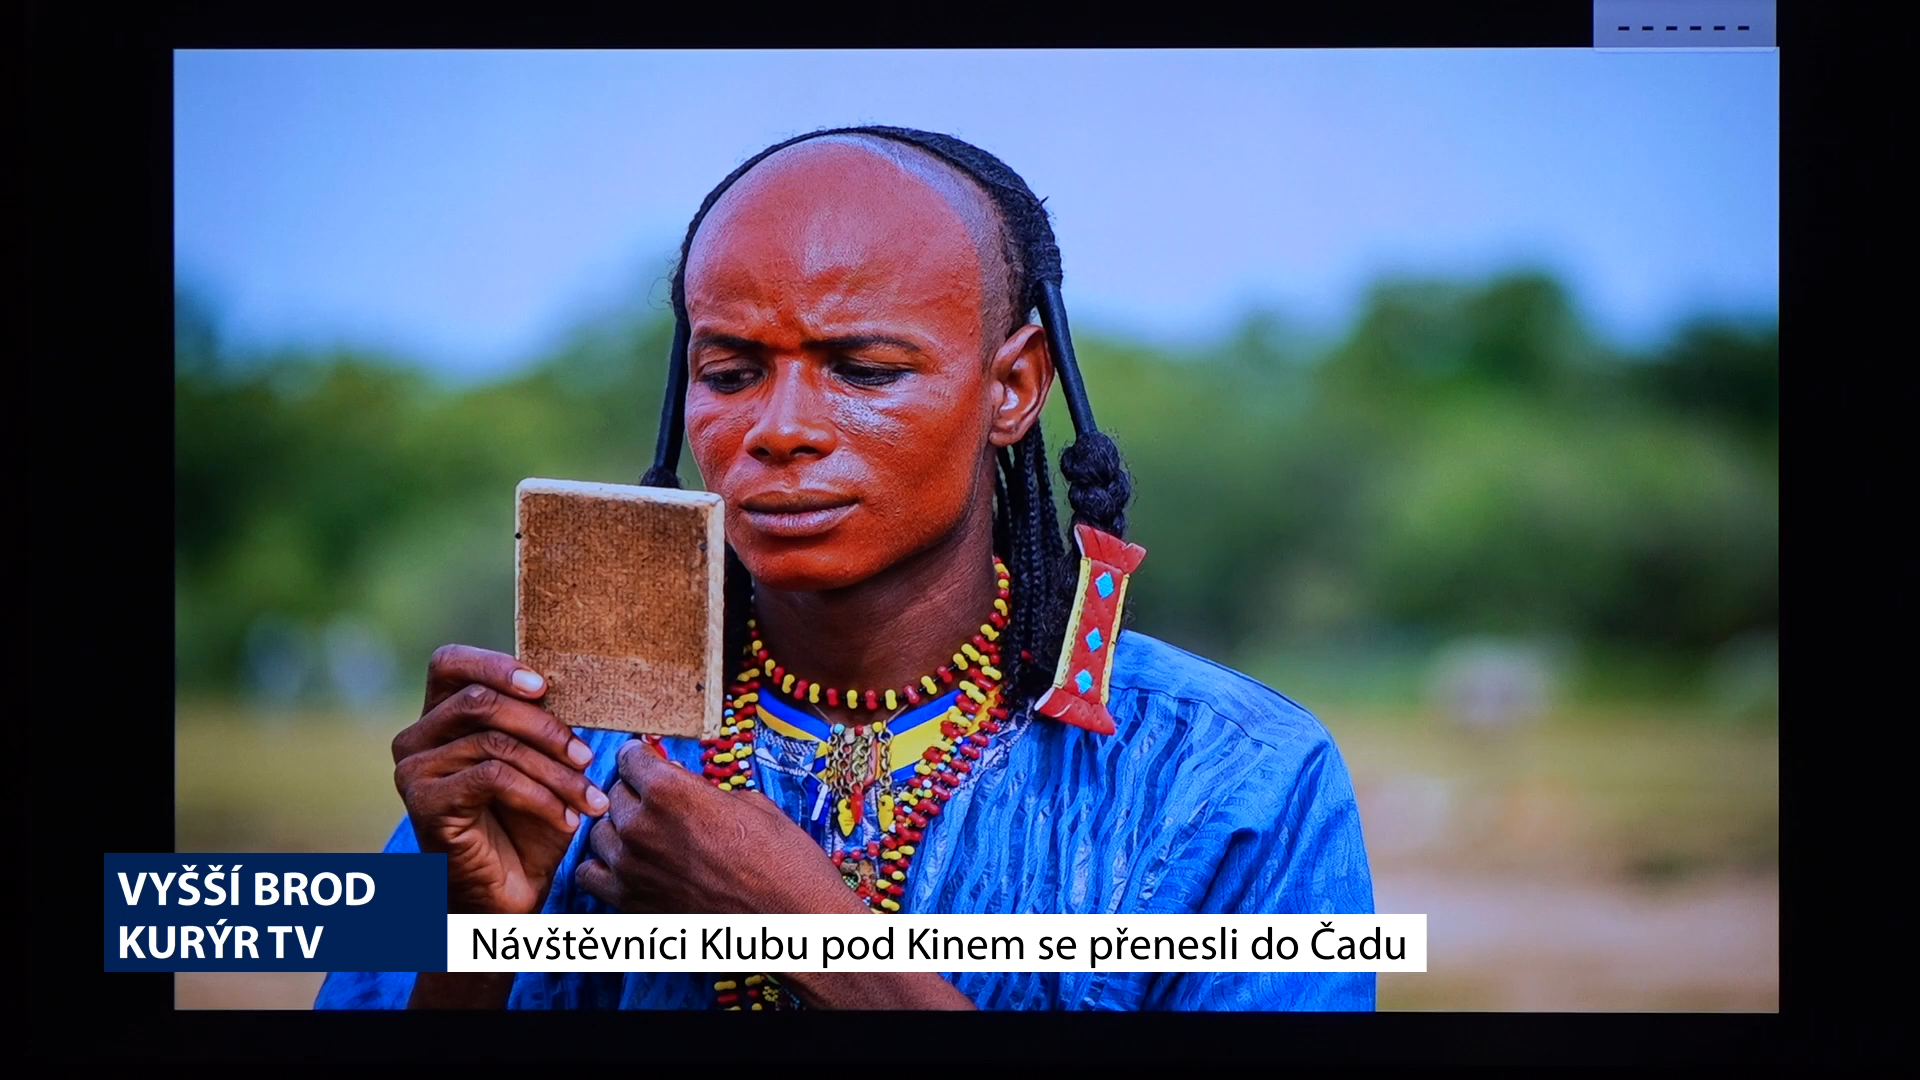 VYŠŠÍ BROD
KURÝR TV
Návštěvníci Klubu pod Kinem se přenesli do Čadu